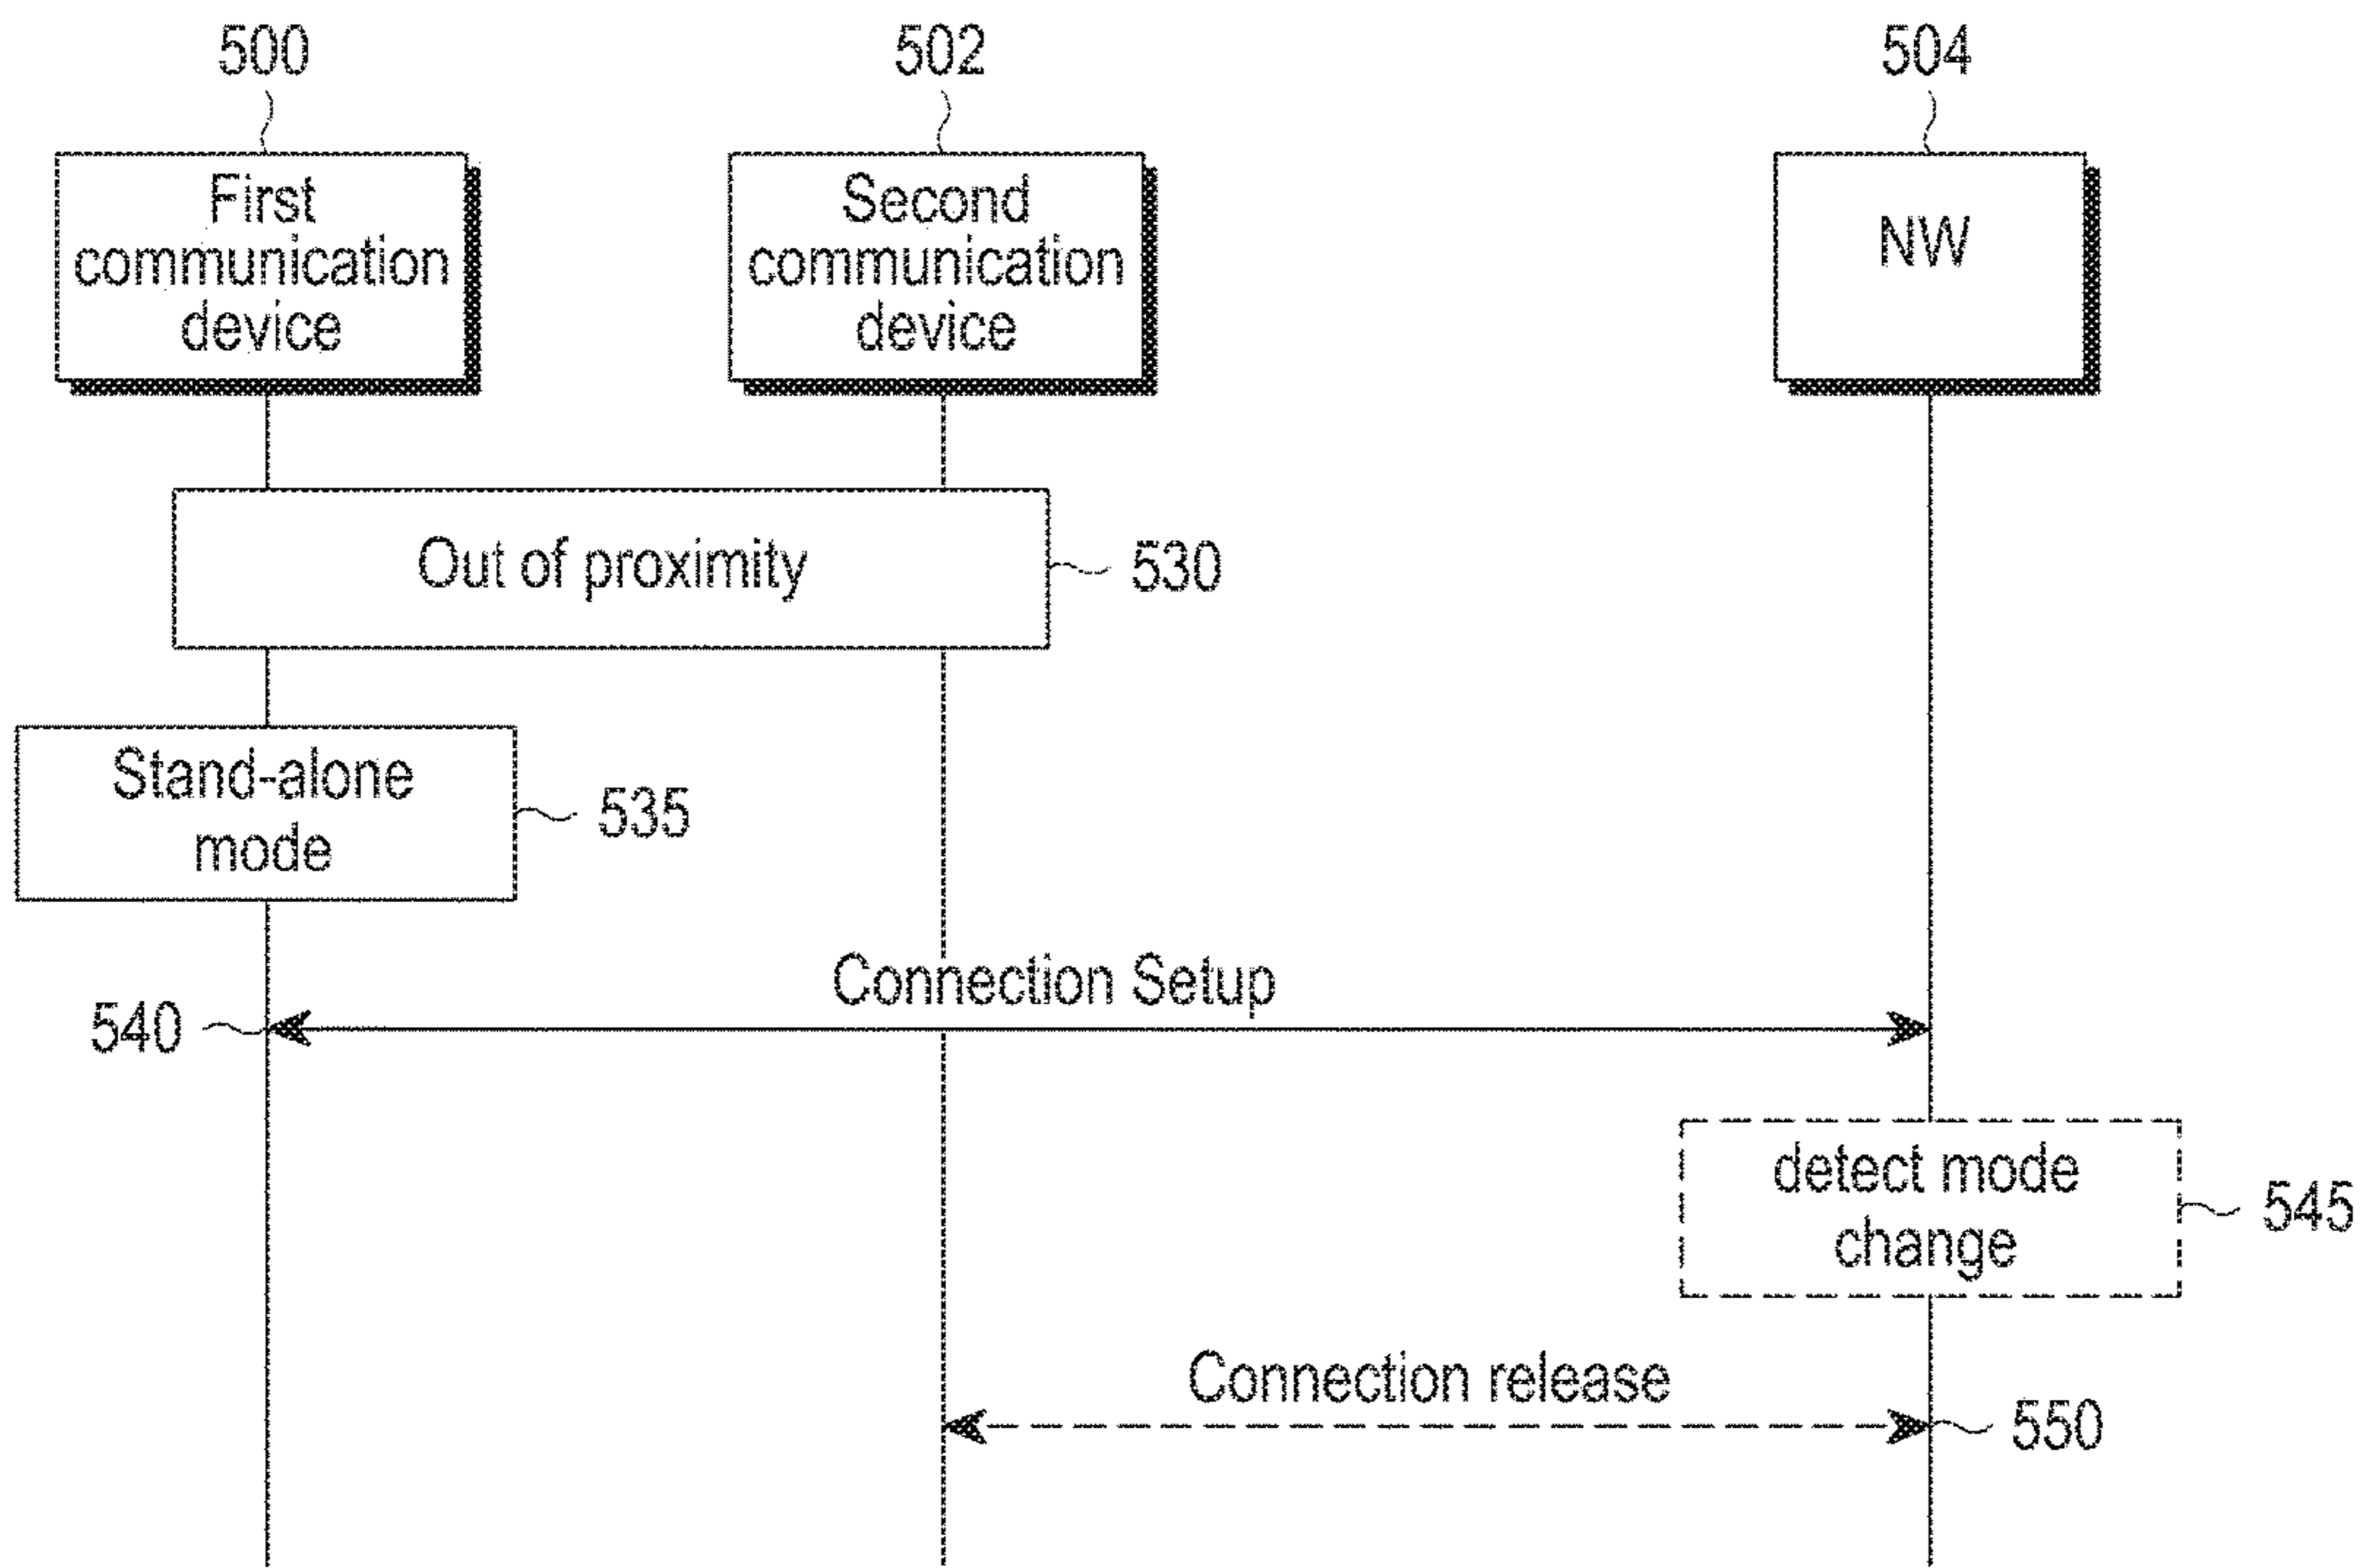 500
502
504
First
communication
device
Second
communication
device
NW
Out of proximity
530
Stand-alone
mode
535
Connection Setup
540
detect mode
change
545
Connection release
550